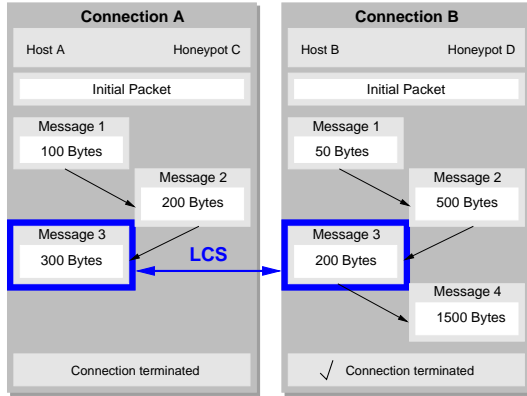 Connection A
Host A Honeypot C
Initial Packet
Message 1
100 Bytes
Message 2
200 Bytes
Message 3
300 Bytes
Connection terminated
LCS
Connection B
Host B Honeypot D
Initial Packet
Message 1
50 Bytes
Message 2
500 Bytes
Message 3
200 Bytes
Message 4
1500 Bytes
√ Connection terminated